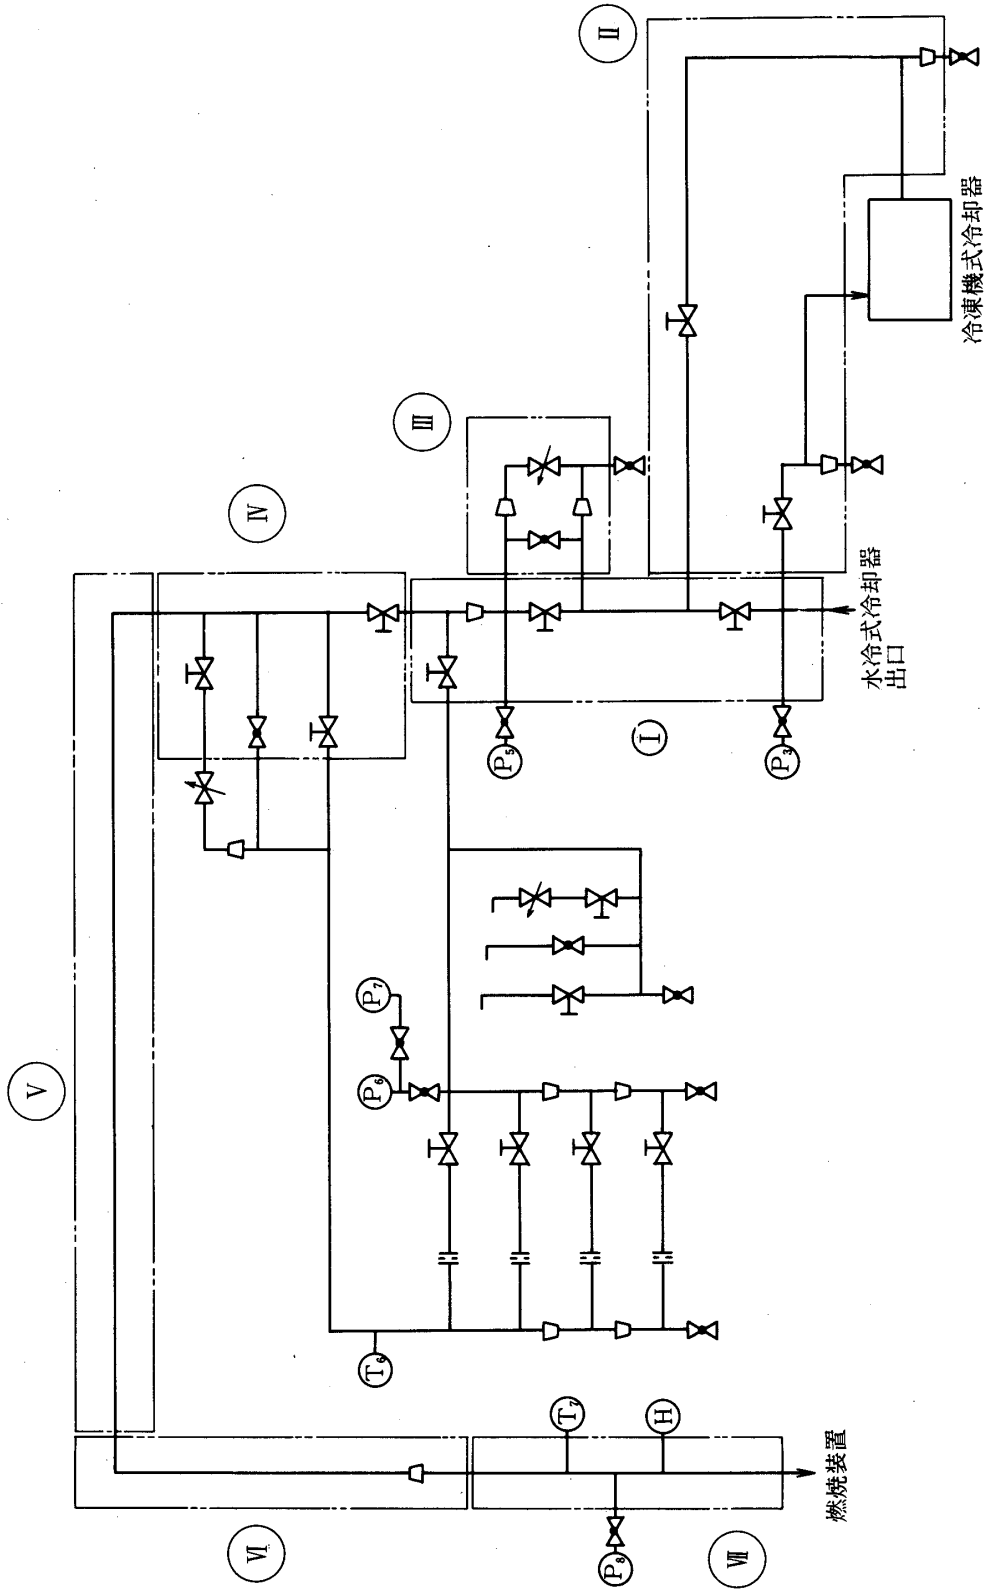 Ⅱ
冷凍機式冷却器
Ⅲ
Ⅳ
水冷式冷却器
出口
Ⅰ
P₅
P₃
Ⅴ
P₇
P₆
T₆
T₇
H
燃焼装置
Ⅵ
P₈
Ⅶ